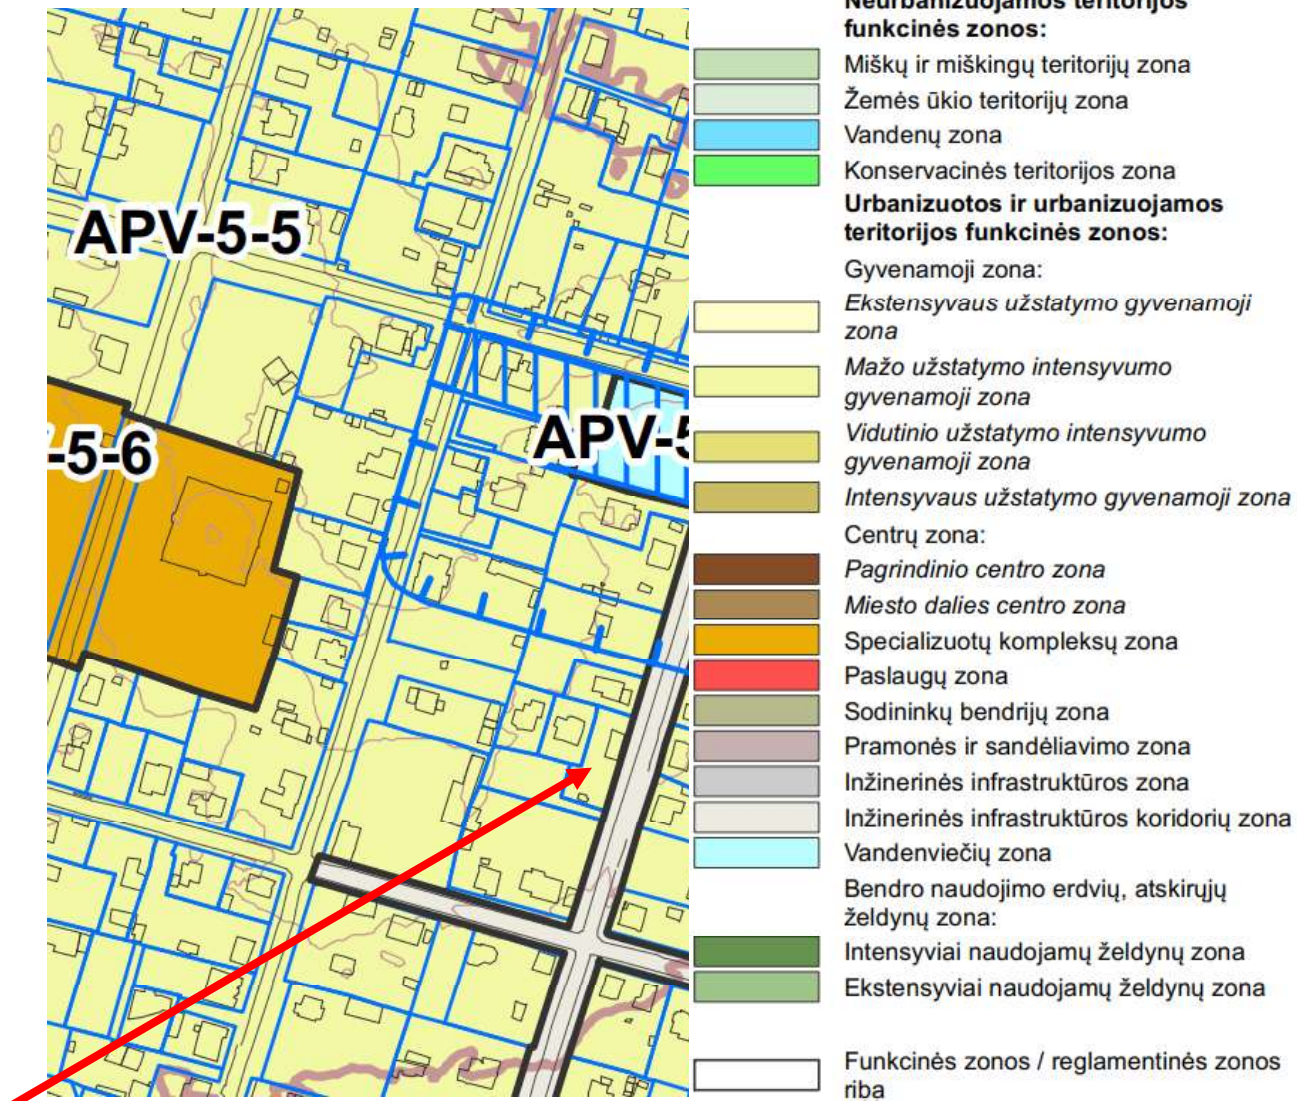 APV-5-5
-5-6
APV-5
Neurbanizuojamos teritorijos
funkcinės zonos:
Miškų ir miškingų teritorijų zona
Žemės ūkio teritorijų zona
Vandenų zona
Konservacinės teritorijos zona
Urbanizuotos ir urbanizuojamos
teritorijos funkcinės zonos:
Gyvenamoji zona:
Ekstensyvaus užstatymo gyvenamoji
zona
Mažo užstatymo intensyvumo
gyvenamoji zona
Vidutinio užstatymo intensyvumo
gyvenamoji zona
Intensyvaus užstatymo gyvenamoji zona
Centrų zona:
Pagrindinio centro zona
Miesto dalies centro zona
Specializuotų kompleksų zona
Paslaugų zona
Sodininkų bendrijų zona
Pramonės ir sandėliavimo zona
Inžinerinės infrastruktūros zona
Inžinerinės infrastruktūros koridorių zona
Vandenviečių zona
Bendro naudojimo erdvių, atskirųjų
želdynų zona:
Intensyviai naudojamų želdynų zona
Ekstensyviai naudojamų želdynų zona
Funkcinės zonos / reglamentinės zonos
riba